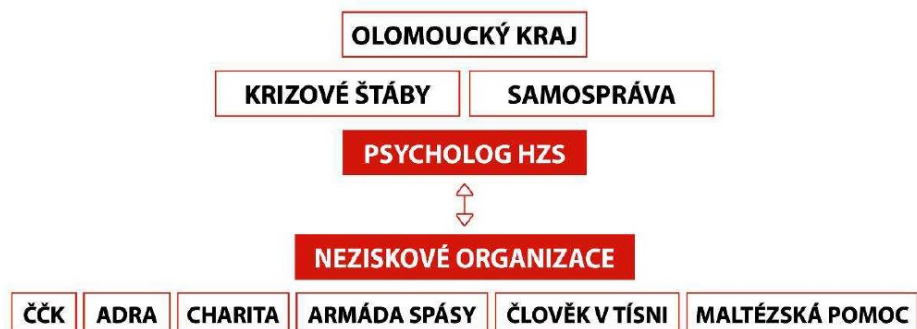 OLOMOUCKÝ KRAJ
KRIZOVÉ ŠTÁBY SAMOSPRÁVA
PSYCHOLOG HZS
NEZISKOVÉ ORGANIZACE
ČČK ADRA CHARITA ARMÁDA SPÁSY ČLOVĚK V TÍSNI MALTÉZSKÁ POMOC